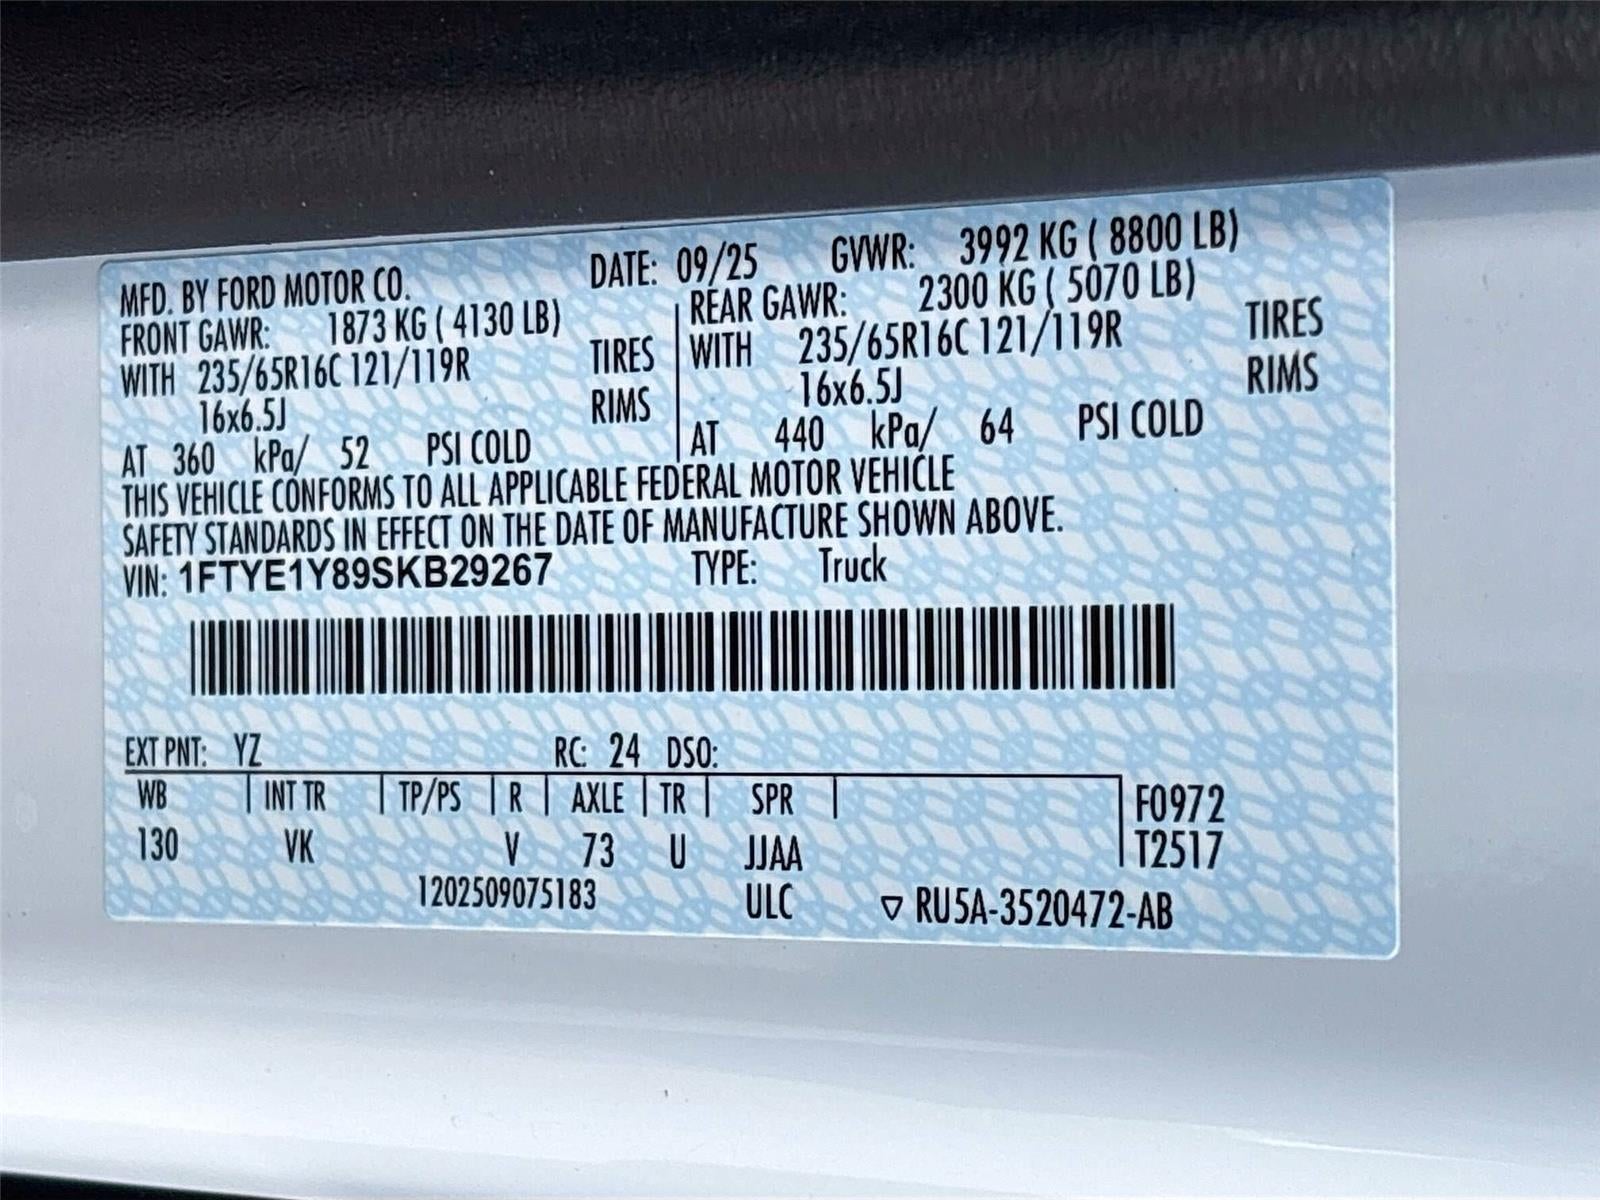 MFD. BY FORD MOTOR CO. DATE: 09/25 GVWR: 3992 KG ( 8800 LB)
FRONT GAWR: 1873 KG ( 4130 LB) REAR GAWR: 2300 KG ( 5070 LB)
WITH 235/65R16C 121/119R TIRES WITH 235/65R16C 121/119R TIRES
16x6.5J RIMS 16x6.5J RIMS
AT 360 kPa/ 52 PSI COLD AT 440 kPa/ 64 PSI COLD
THIS VEHICLE CONFORMS TO ALL APPLICABLE FEDERAL MOTOR VEHICLE
SAFETY STANDARDS IN EFFECT ON THE DATE OF MANUFACTURE SHOWN ABOVE.
VIN: 1FTYE1Y89SKB29267 TYPE: Truck
EXT PNT: YZ RC: 24 DSO:
WB INT TR TP/PS R AXLE TR SPR F0972
130 VK V 73 U JJAA T2517
1202509075183 ULC ▽ RU5A-3520472-AB